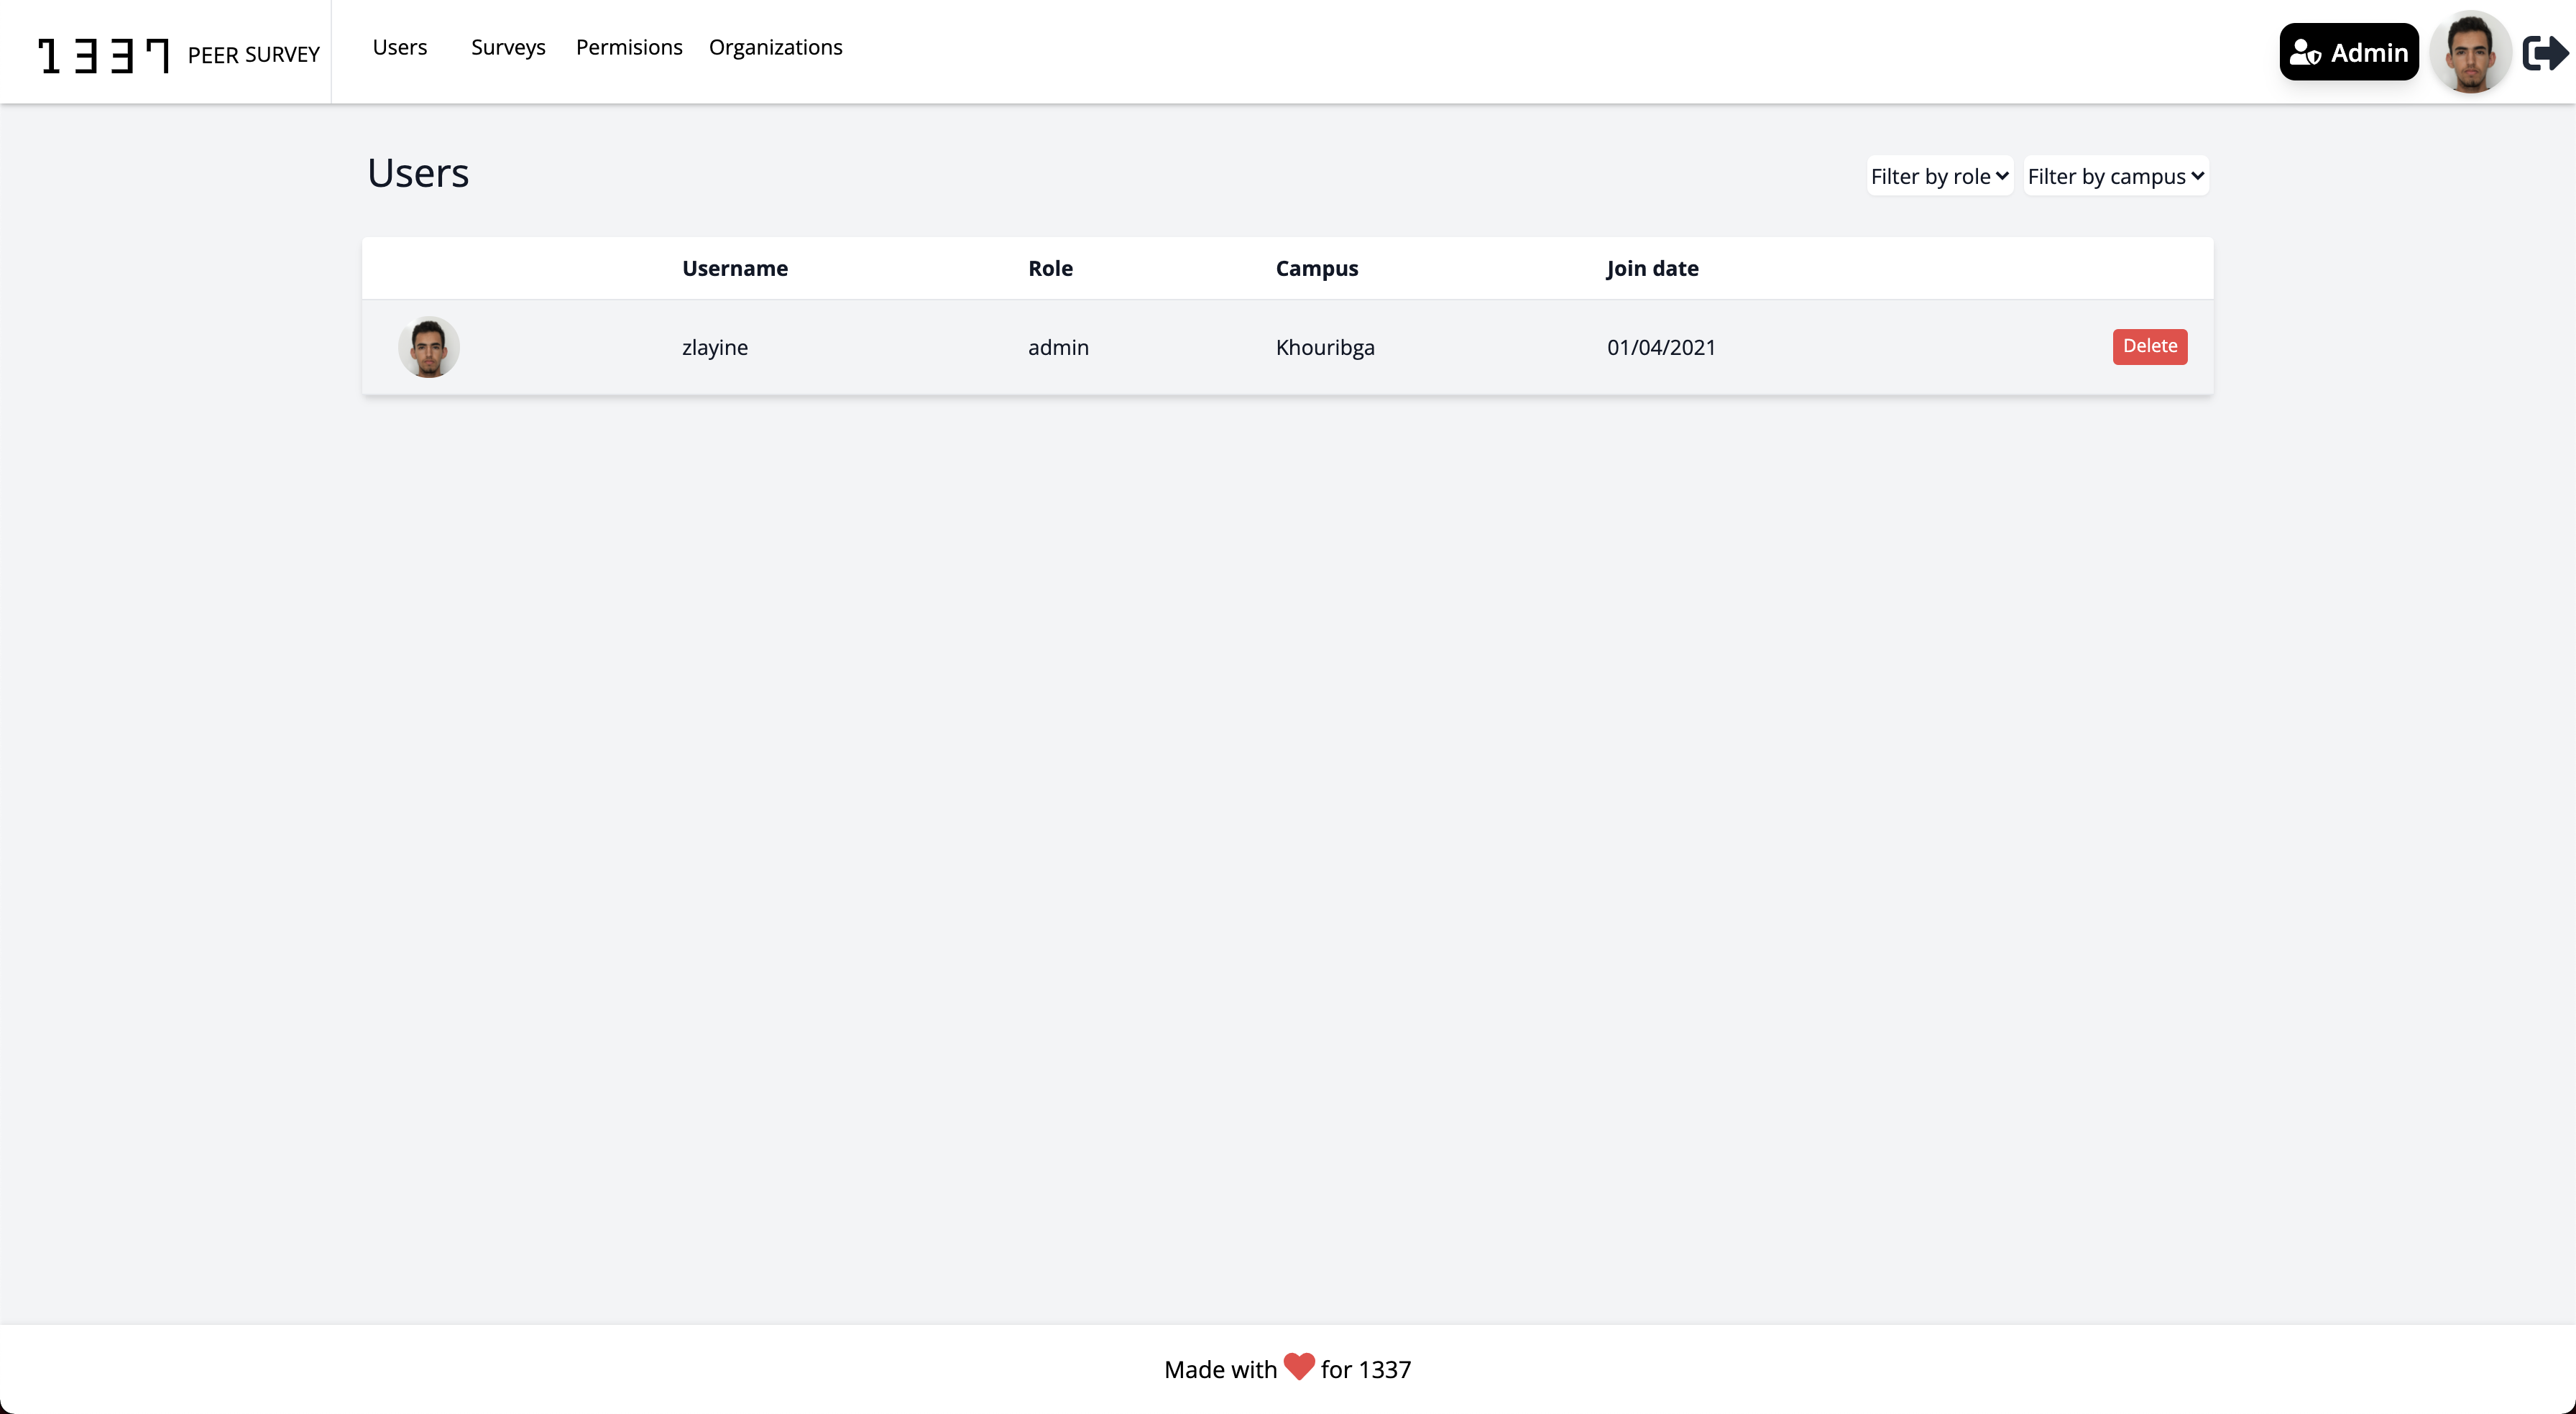 1337 PEER SURVEY Users Surveys Permisions Organizations Admin
Users Filter by role Filter by campus
Username Role Campus Join date
zlayine admin Khouribga 01/04/2021 Delete
Made with for 1337